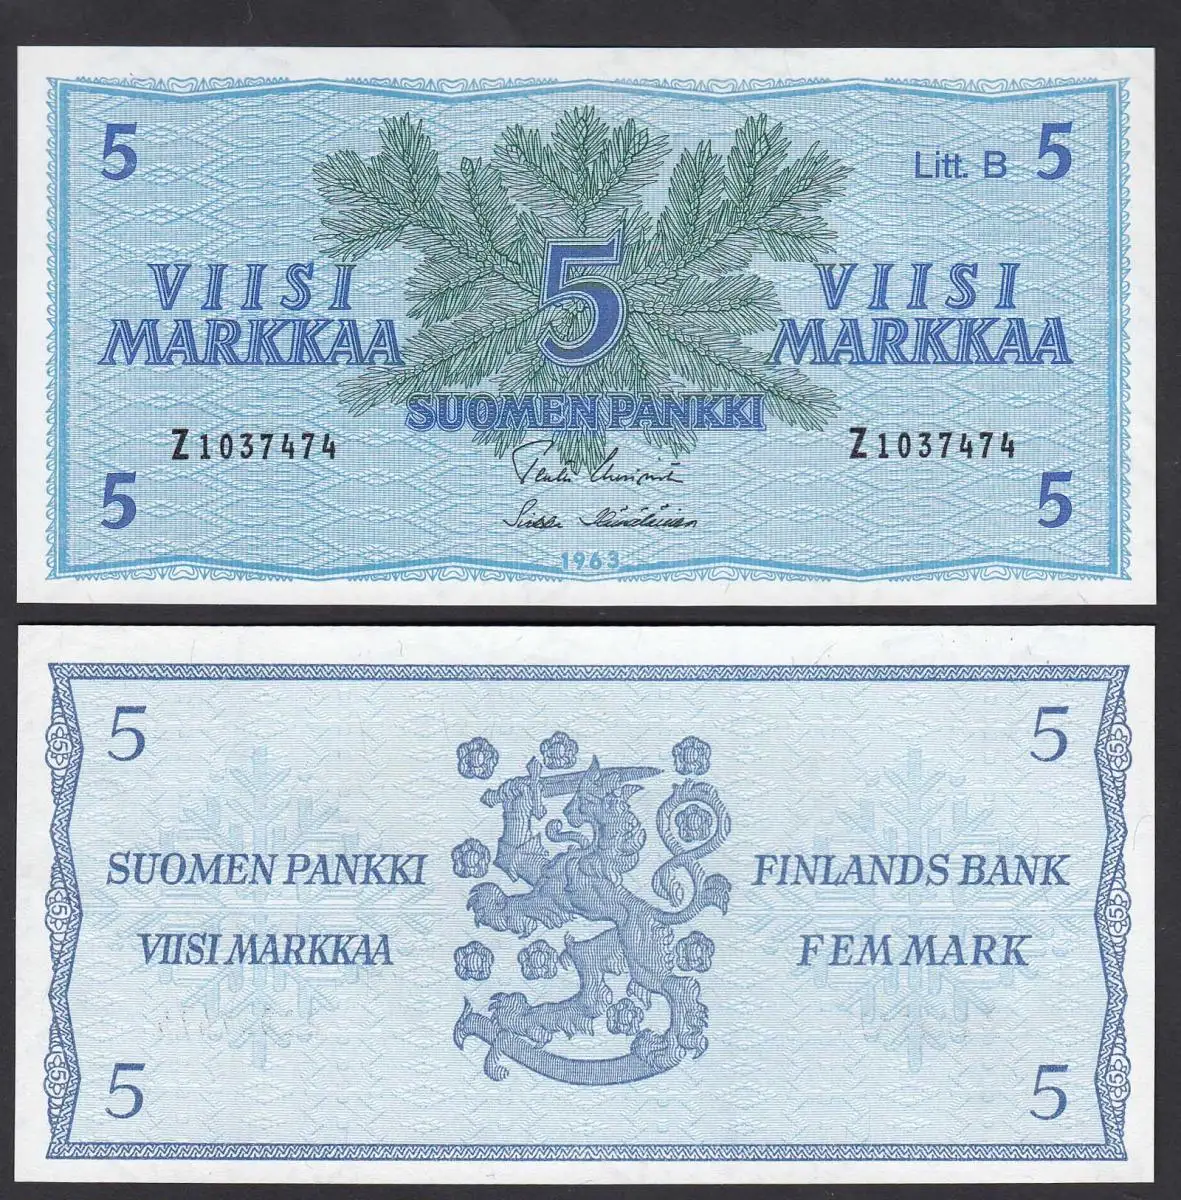 5 Litt. B 5
VIISI VIISI
MARKKAA 5 MARKKAA
SUOMEN PANKKI
Z1037474 Z1037474
5 5
1963
5 5
SUOMEN PANKKI FINLANDS BANK
VIISI MARKKAA FEM MARK
5 5